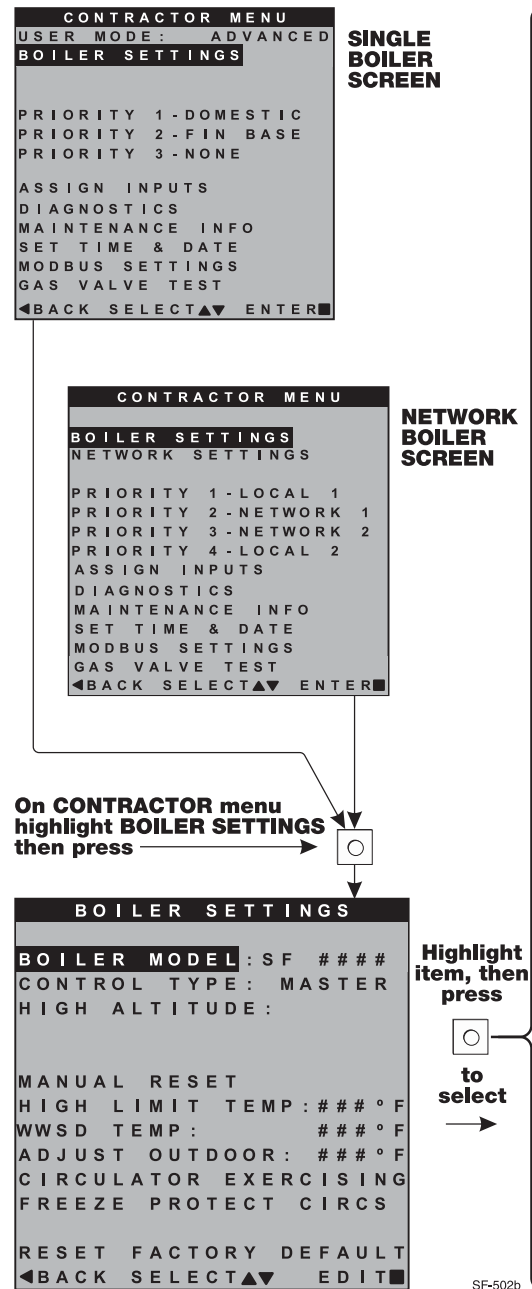 CONTRACTOR MENU
USER MODE: ADVANCED
BOILER SETTINGS
PRIORITY 1-DOMESTIC
PRIORITY 2-FIN BASE
PRIORITY 3-NONE
ASSIGN INPUTS
DIAGNOSTICS
MAINTENANCE INFO
SET TIME & DATE
MODBUS SETTINGS
GAS VALVE TEST
◀BACK SELECT▲▼ ENTER■
SINGLE
BOILER
SCREEN
CONTRACTOR MENU
BOILER SETTINGS
NETWORK SETTINGS
PRIORITY 1-LOCAL 1
PRIORITY 2-NETWORK 1
PRIORITY 3-NETWORK 2
PRIORITY 4-LOCAL 2
ASSIGN INPUTS
DIAGNOSTICS
MAINTENANCE INFO
SET TIME & DATE
MODBUS SETTINGS
GAS VALVE TEST
◀BACK SELECT▲▼ ENTER■
NETWORK
BOILER
SCREEN
On CONTRACTOR menu
highlight BOILER SETTINGS
then press
BOILER SETTINGS
BOILER MODEL:SF ####
CONTROL TYPE: MASTER
HIGH ALTITUDE:
MANUAL RESET
HIGH LIMIT TEMP:###°F
WWSD TEMP: ###°F
ADJUST OUTDOOR: ###°F
CIRCULATOR EXERCISING
FREEZE PROTECT CIRCS
RESET FACTORY DEFAULT
◀BACK SELECT▲▼ EDIT■
Highlight
item, then
press
to
select
SF-502b